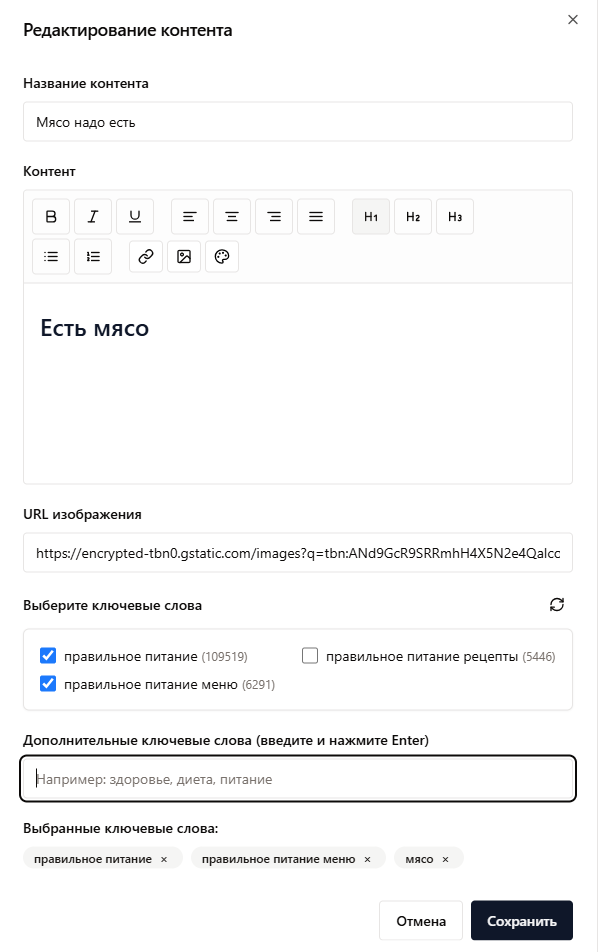 Редактирование контента
Название контента
Мясо надо есть
Контент
B I U H1 H2 H3
Есть мясо
URL изображения
https://encrypted-tbn0.gstatic.com/images?q=tbn:ANd9GcR9SRRmhH4X5N2e4Qalcc
Выберите ключевые слова
правильное питание (109519) правильное питание рецепты (5446)
правильное питание меню (6291)
Дополнительные ключевые слова (введите и нажмите Enter)
Например: здоровье, диета, питание
Выбранные ключевые слова:
правильное питание × правильное питание меню × мясо ×
Отмена Сохранить